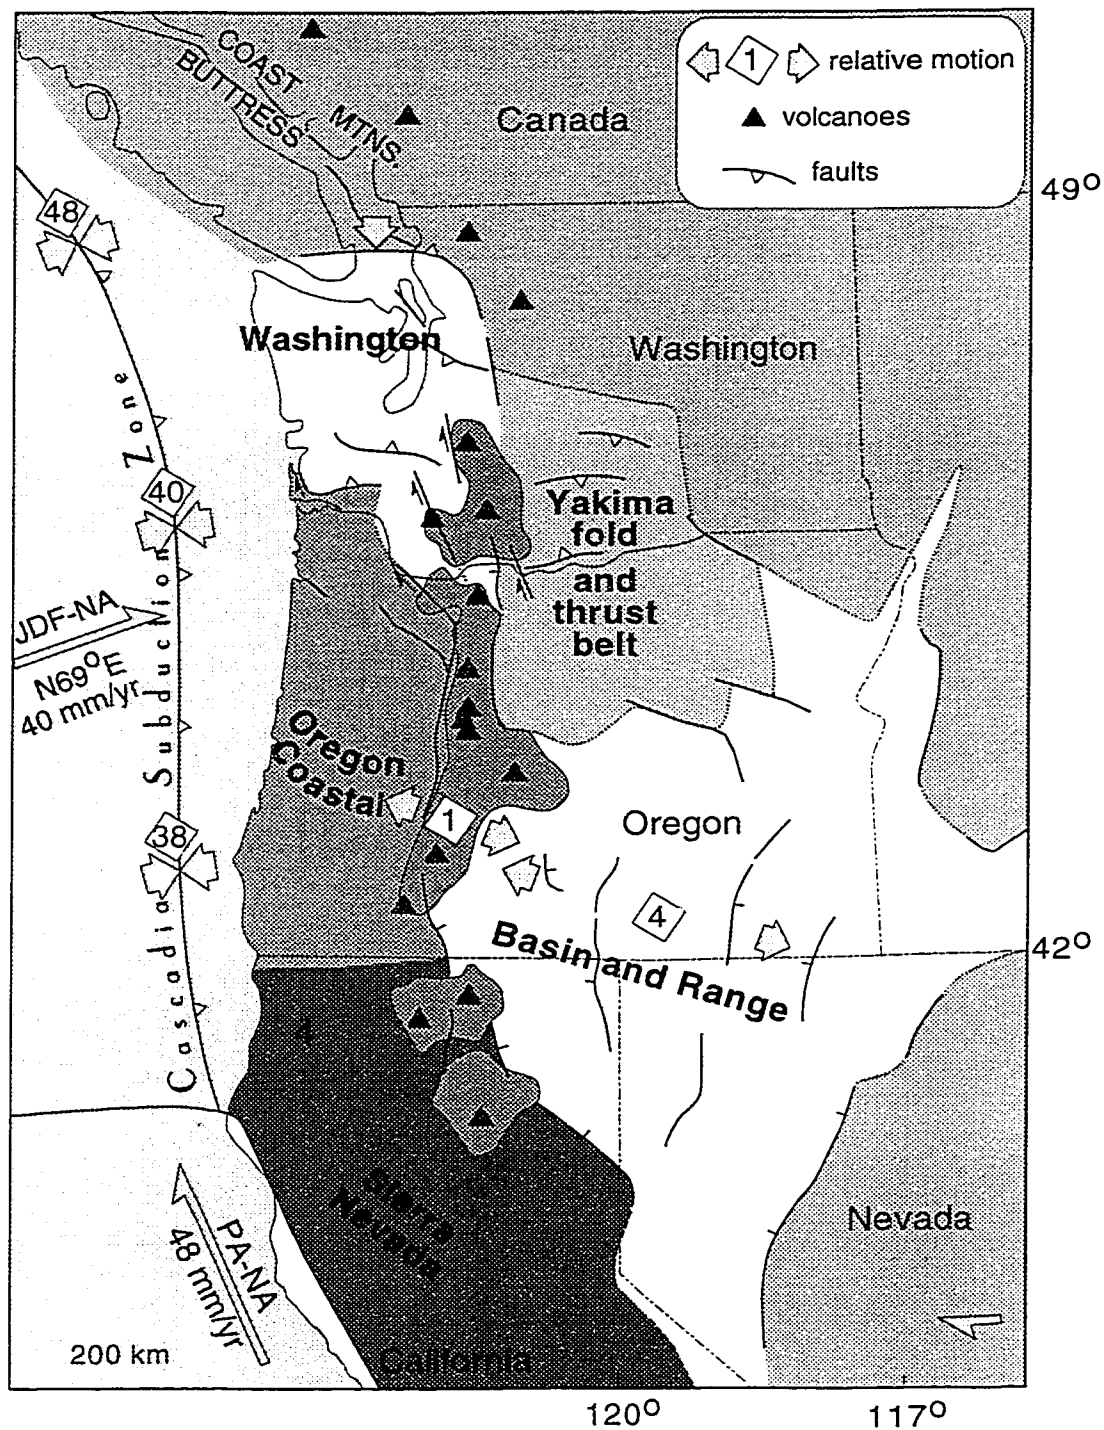 COAST
MTNS.
BUTTRESS
Canada
1 relative motion
volcanoes
faults
49°
48
Washington
Washington
40
Yakima
fold
and
thrust
belt
JDF-NA
N69°E
40 mm/yr
Cascadia Subduction Zone
Oregon
Coastal
1
38
Oregon
4
Basin and Range
42°
4
Sierra
Nevada
Nevada
PA-NA
48 mm/yr
200 km
California
120°
117°